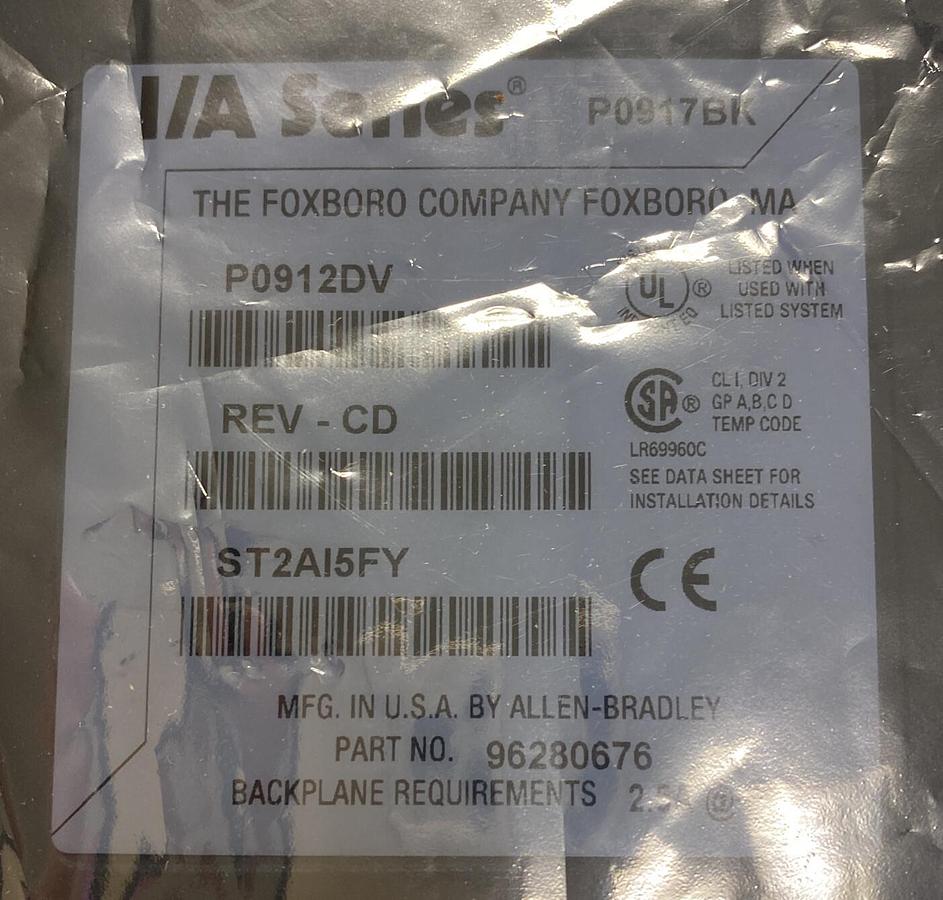 I/A Series®
P0917BK
THE FOXBORO COMPANY FOXBORO, MA
P0912DV
UL ®
LISTED WHEN
USED WITH
LISTED SYSTEM
REV - CD
SA ®
CL I, DIV 2
GP A,B,C D
TEMP CODE
LR69960C
SEE DATA SHEET FOR
INSTALLATION DETAILS
ST2AI5FY
CE
MFG. IN U.S.A. BY ALLEN-BRADLEY
PART NO. 96280676
BACKPLANE REQUIREMENTS